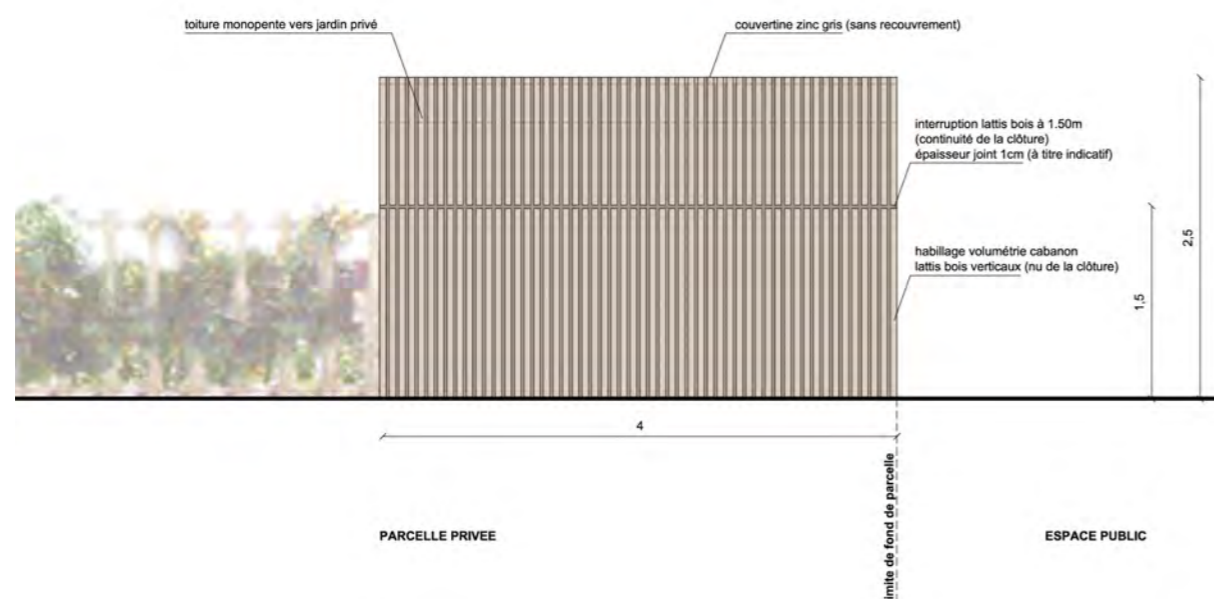 toiture monopente vers jardin privé
couvertine zinc gris (sans recouvrement)
interruption lattis bois à 1.50m
(continuité de la clôture)
épaisseur joint 1cm (à titre indicatif)
2,5
habillage volumétrie cabanon
lattis bois verticaux (nu de la clôture)
1,5
4
imite de fond de parcelle
PARCELLE PRIVEE
ESPACE PUBLIC